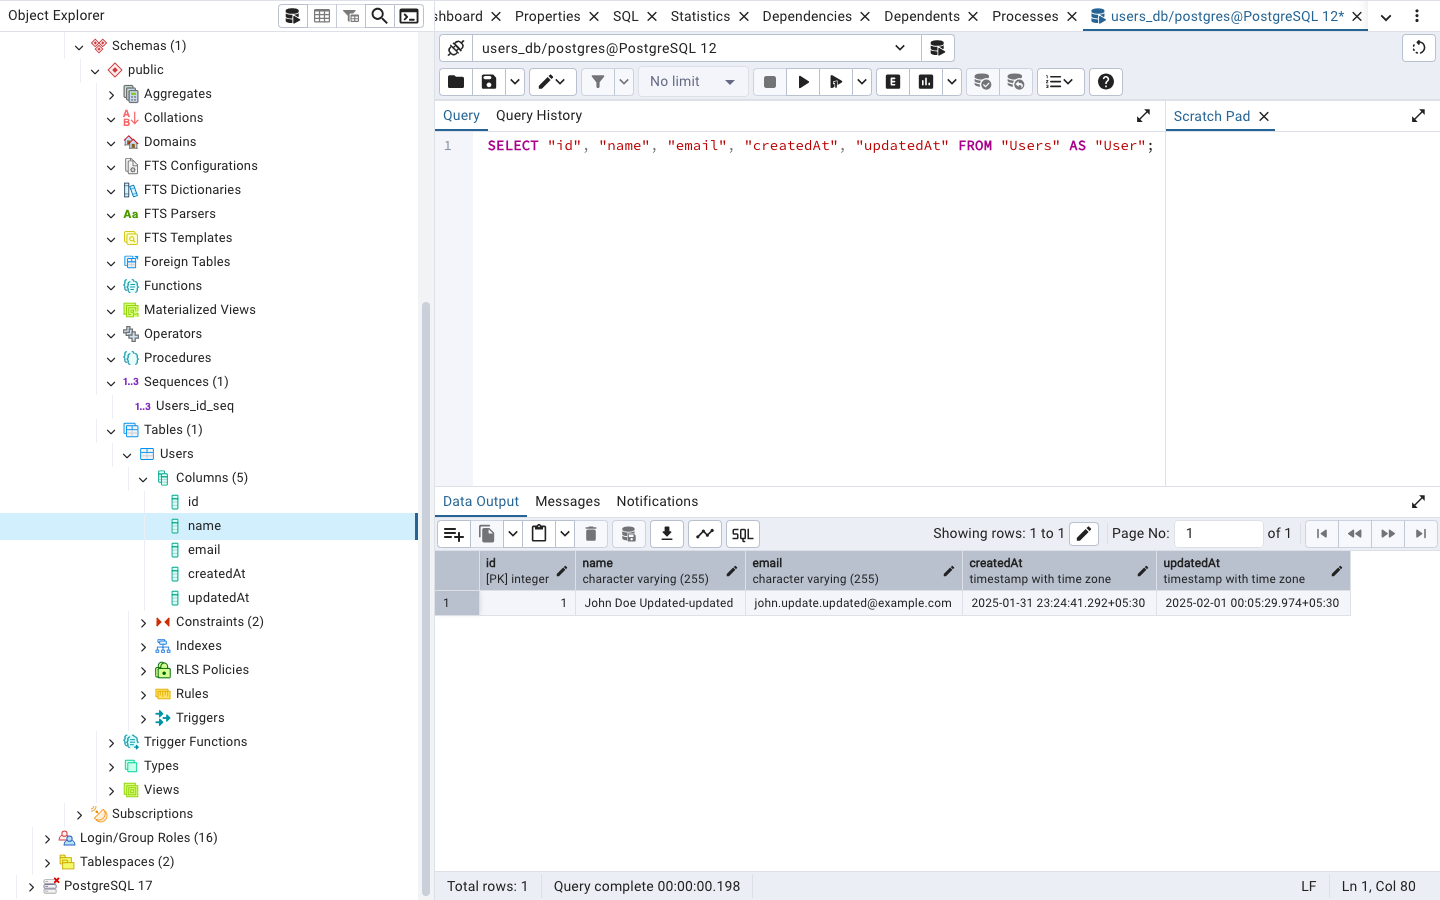 Object Explorer
Schemas (1)
public
Aggregates
Collations
Domains
FTS Configurations
FTS Dictionaries
Aa FTS Parsers
FTS Templates
Foreign Tables
Functions
Materialized Views
Operators
Procedures
1..3 Sequences (1)
1..3 Users_id_seq
Tables (1)
Users
Columns (5)
id
name
email
createdAt
updatedAt
Constraints (2)
Indexes
RLS Policies
Rules
Triggers
Trigger Functions
Types
Views
Subscriptions
Login/Group Roles (16)
Tablespaces (2)
PostgreSQL 17
shboard Properties SQL Statistics Dependencies Dependents Processes users_db/postgres@PostgreSQL 12*
users_db/postgres@PostgreSQL 12
No limit E
Query Query History
1 SELECT "id", "name", "email", "createdAt", "updatedAt" FROM "Users" AS "User";
Scratch Pad
Data Output Messages Notifications
SQL Showing rows: 1 to 1 Page No: 1 of 1
id name email createdAt updatedAt
[PK] integer character varying (255) character varying (255) timestamp with time zone timestamp with time zone
1 1 John Doe Updated-updated john.update.updated@example.com 2025-01-31 23:24:41.292+05:30 2025-02-01 00:05:29.974+05:30
Total rows: 1 Query complete 00:00:00.198 LF Ln 1, Col 80